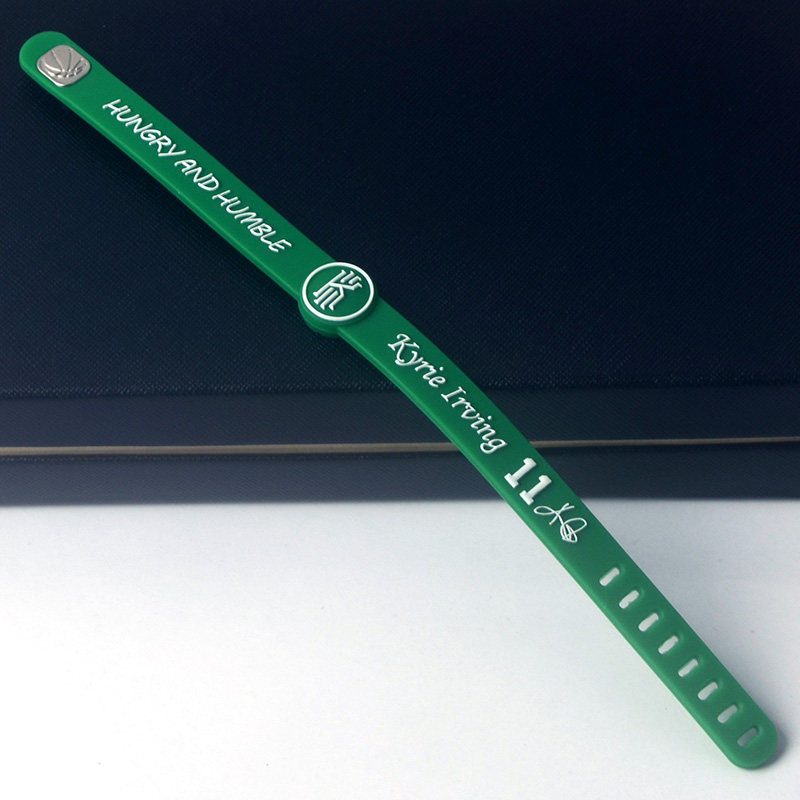 HUNGRY AND HUMBLE
K
Kyrie Irving 11